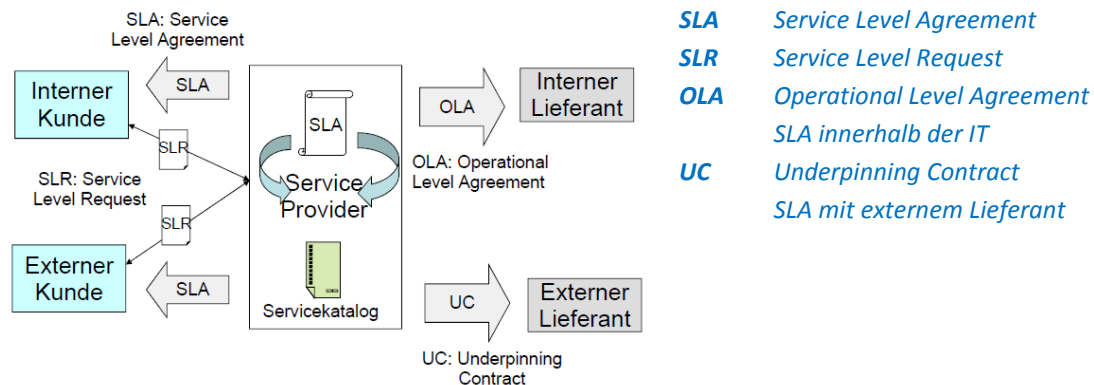 SLA: Service
Level Agreement
Interner
Kunde
SLA
SLR
SLR: Service
Level Request
SLR
Externer
Kunde
SLA
SLA
Service
Provider
Servicekatalog
OLA
Interner
Lieferant
OLA: Operational
Level Agreement
UC
Externer
Lieferant
UC: Underpinning
Contract
SLA Service Level Agreement
SLR Service Level Request
OLA Operational Level Agreement
SLA innerhalb der IT
UC Underpinning Contract
SLA mit externem Lieferant